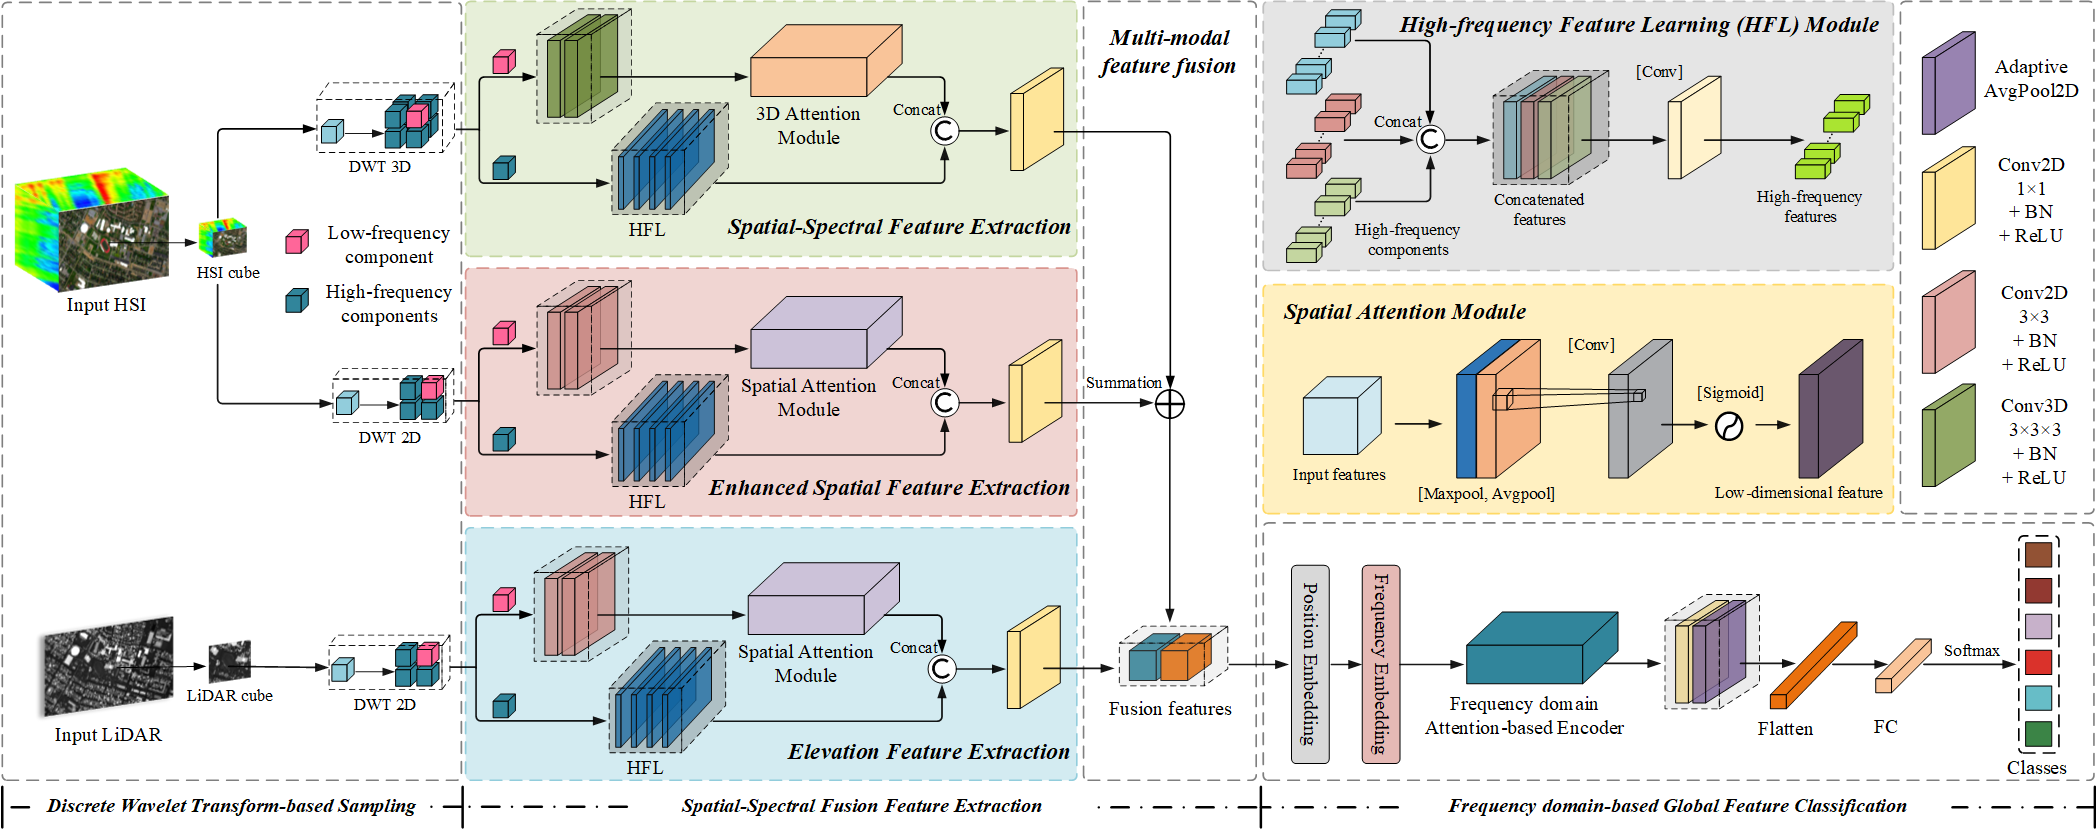 Input HSI
HSI cube
DWT 3D
Low-frequency
component
High-frequency
components
DWT 2D
Input LiDAR
LiDAR cube
DWT 2D
Discrete Wavelet Transform-based Sampling
3D Attention
Module
Concat
C
HFL
Spatial-Spectral Feature Extraction
Spatial Attention
Module
Concat
C
HFL
Enhanced Spatial Feature Extraction
Spatial Attention
Module
Concat
C
HFL
Elevation Feature Extraction
Spatial-Spectral Fusion Feature Extraction
Multi-modal
feature fusion
Summation
Fusion features
High-frequency Feature Learning (HFL) Module
Concat
C
High-frequency
components
Concatenated
features
[Conv]
High-frequency
features
Spatial Attention Module
Input features
[Maxpool, Avgpool]
[Conv]
[Sigmoid]
Low-dimensional feature
Adaptive
AvgPool2D
Conv2D
1×1
+ BN
+ ReLU
Conv2D
3×3
+ BN
+ ReLU
Conv3D
3×3×3
+ BN
+ ReLU
Position Embedding
Frequency Embedding
Frequency domain
Attention-based Encoder
Flatten
FC
Softmax
Classes
Frequency domain-based Global Feature Classification